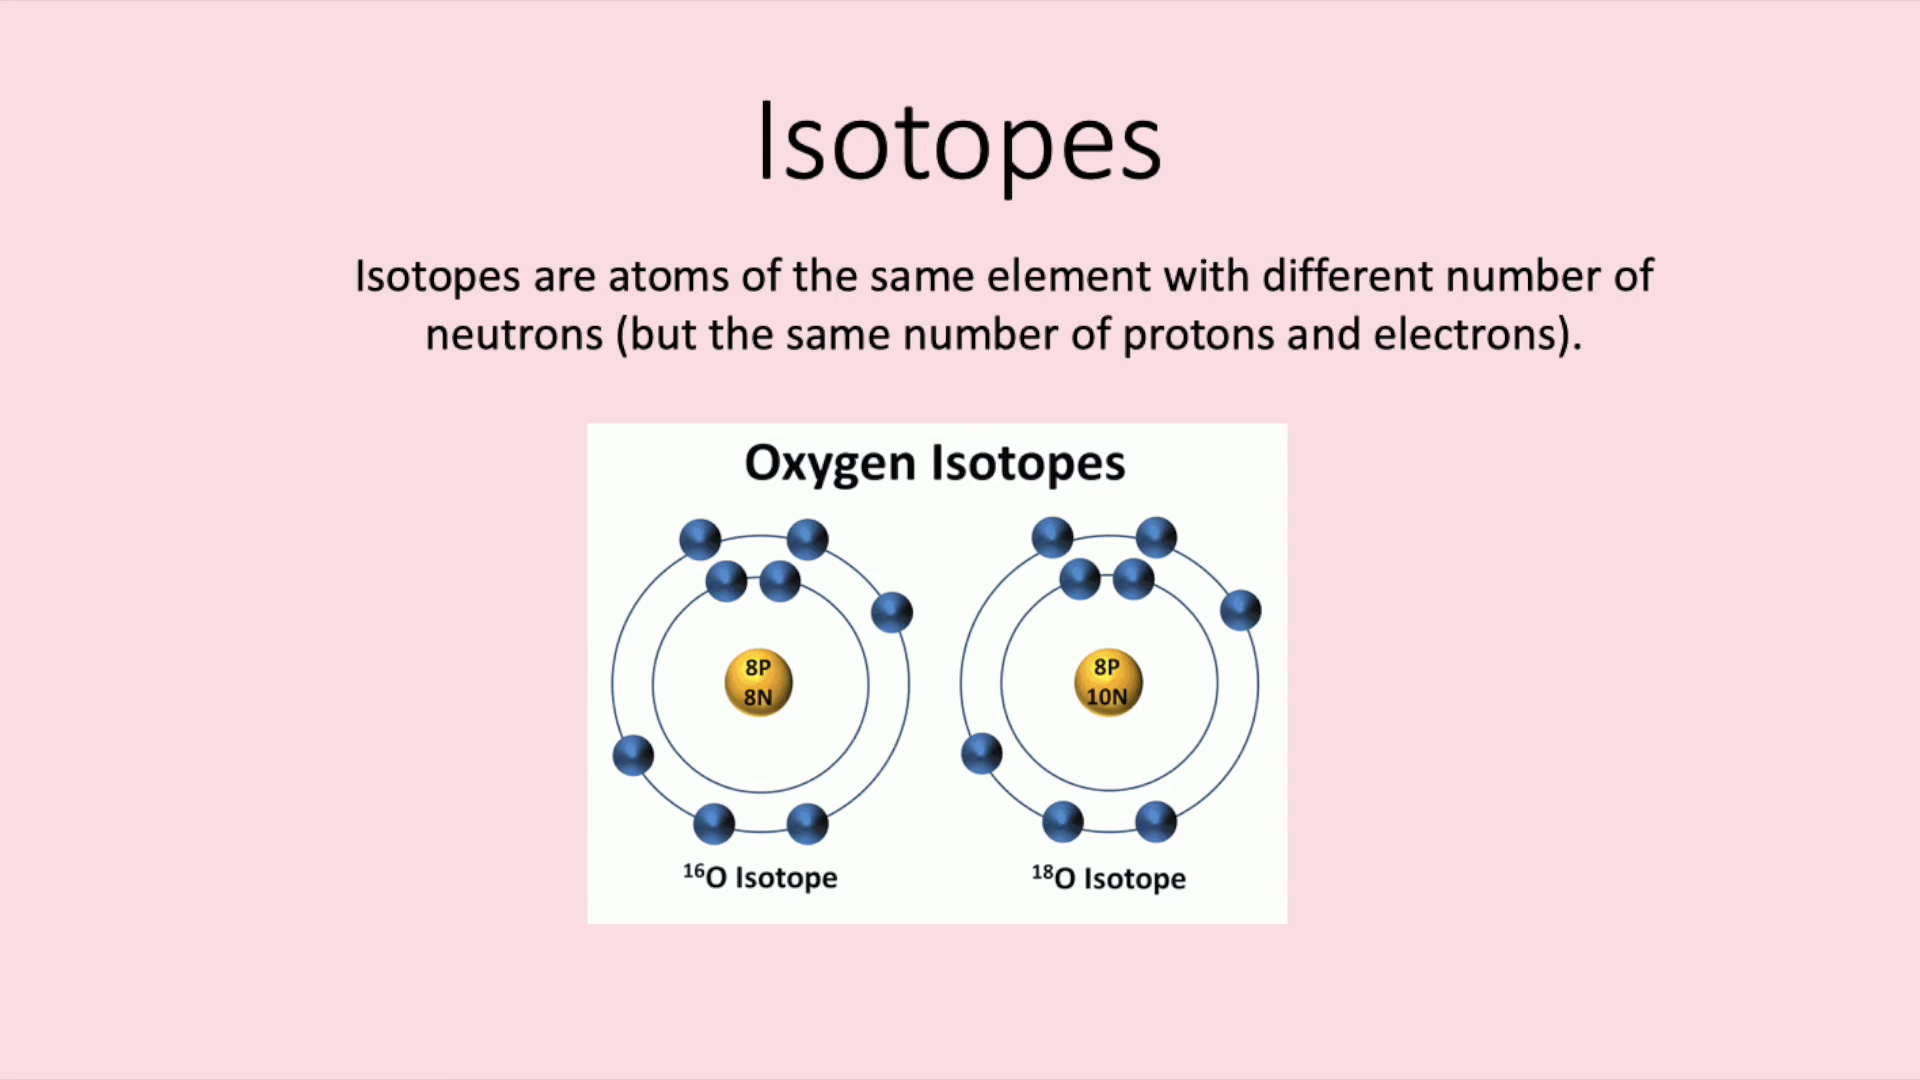 Isotopes
Isotopes are atoms of the same element with different number of
neutrons (but the same number of protons and electrons).
Oxygen Isotopes
8P
8N
8P
10N
¹⁶O Isotope
¹⁸O Isotope